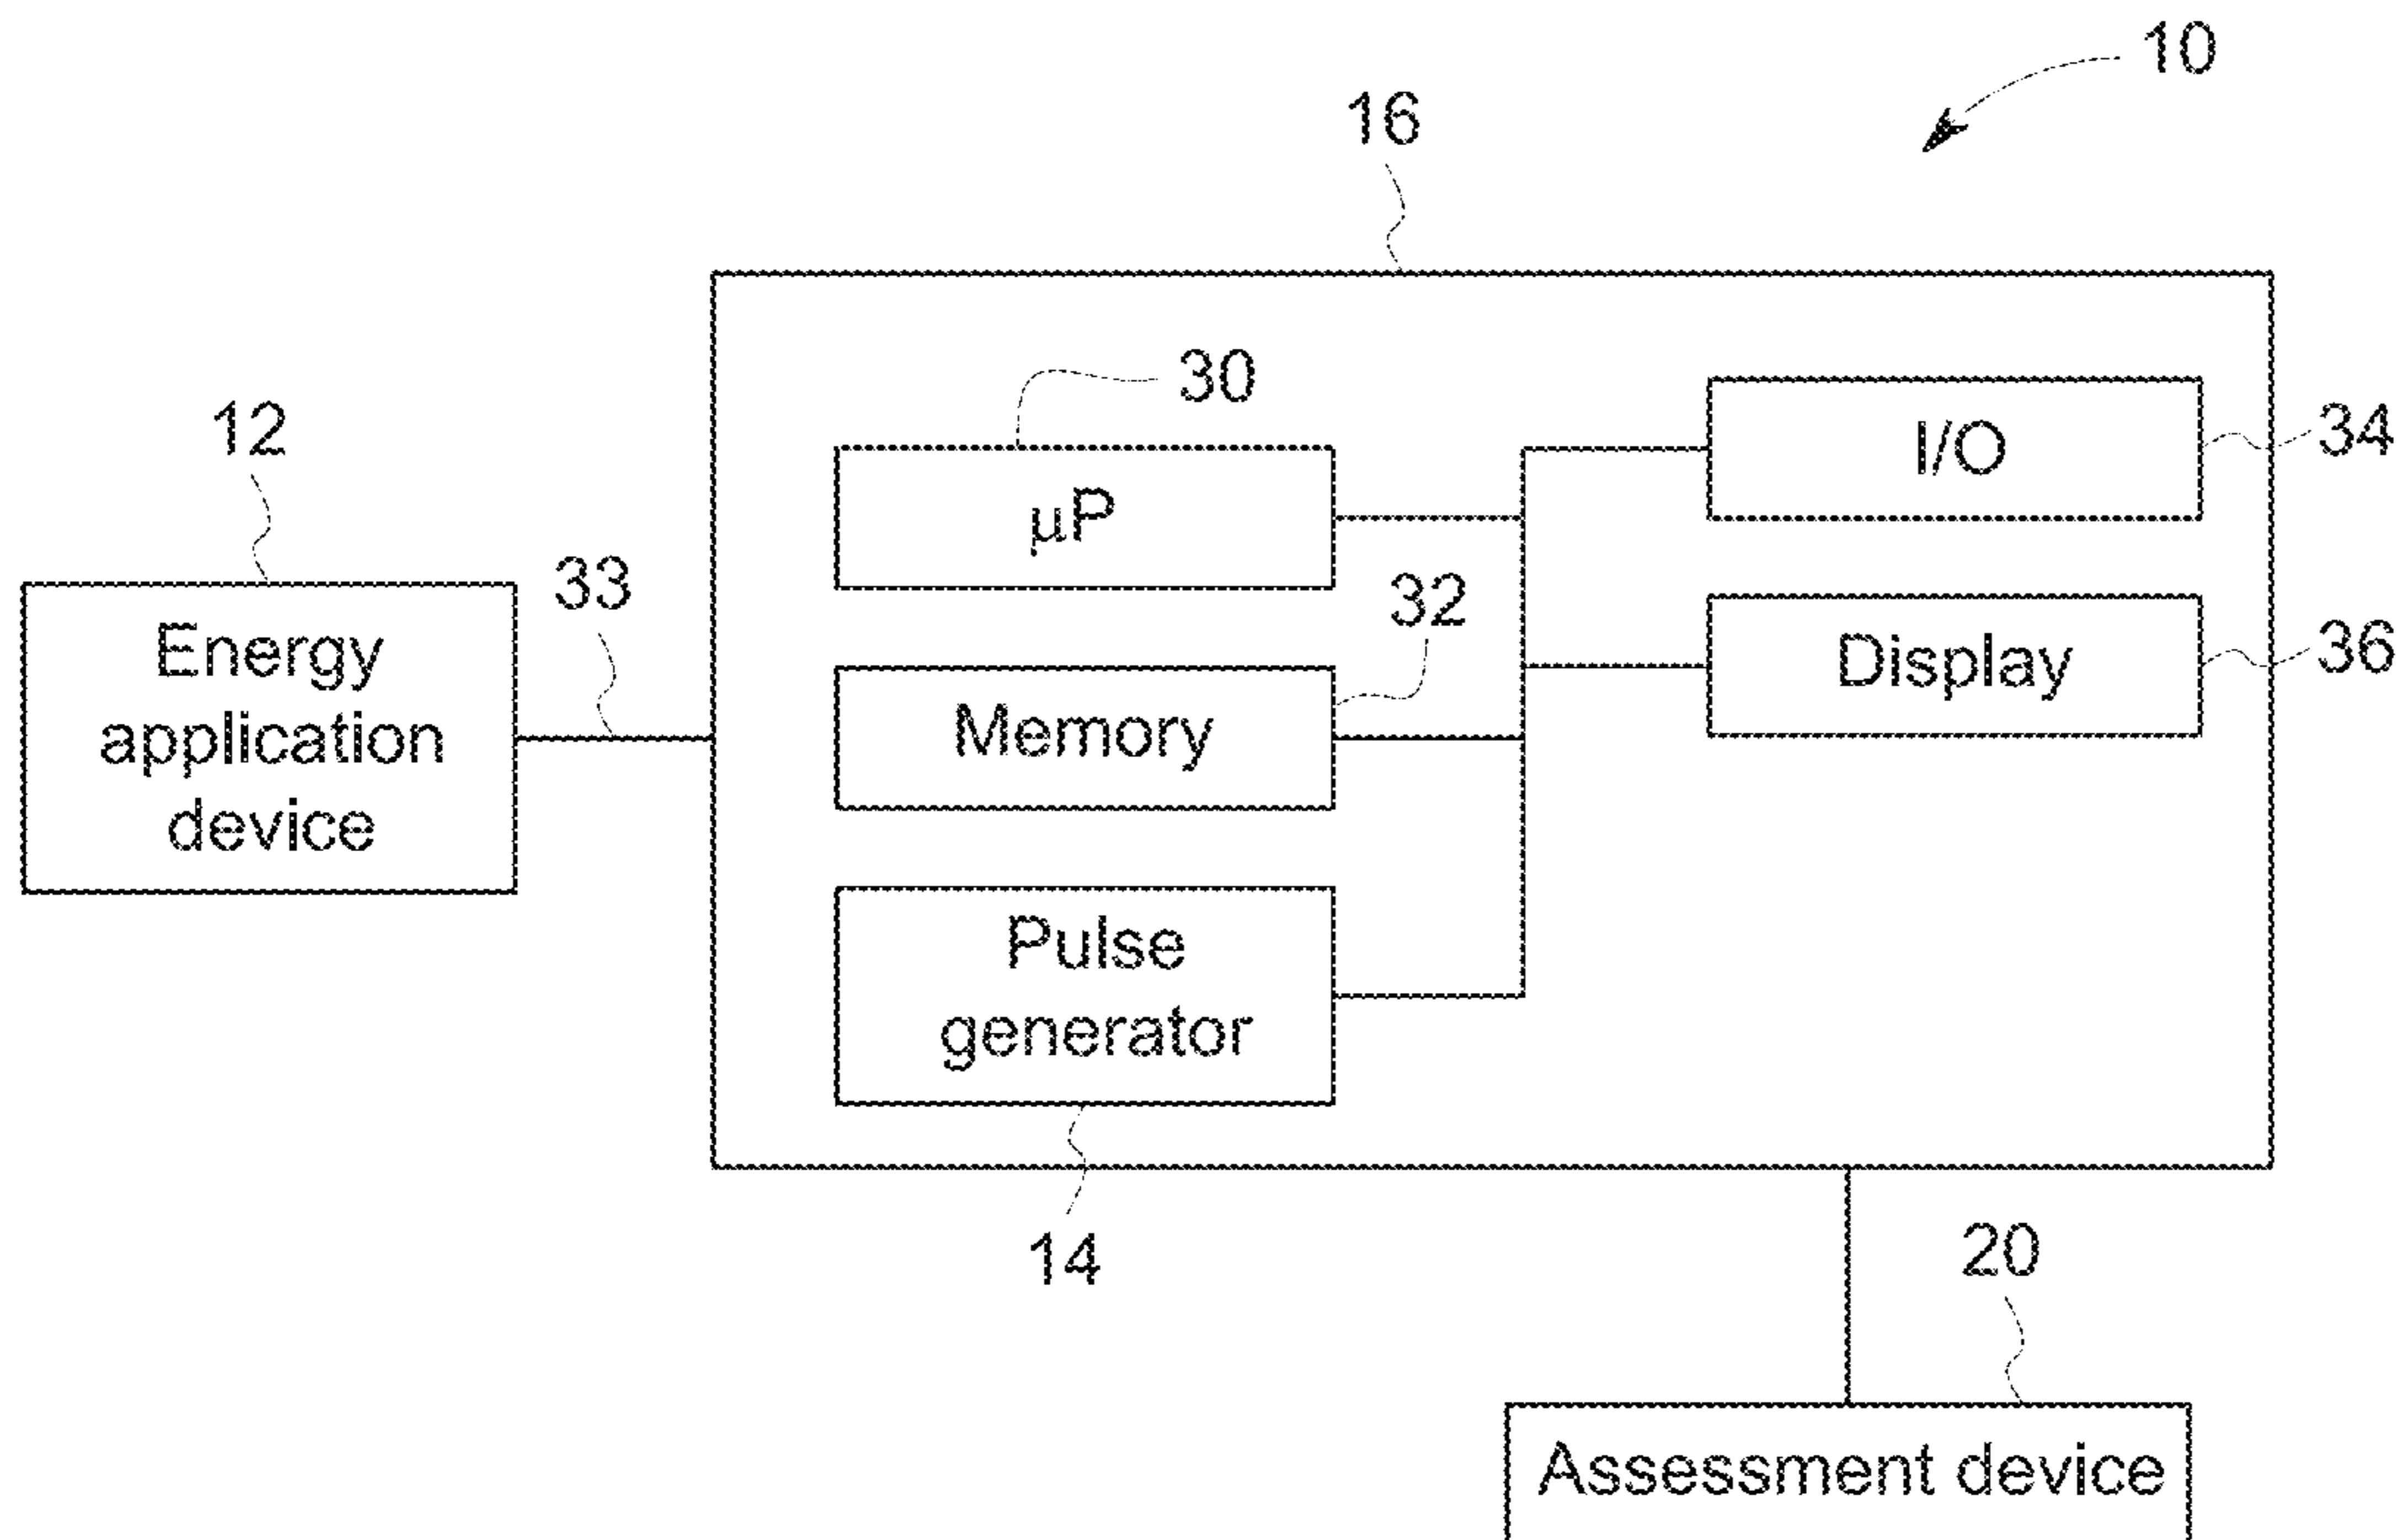 10
16
30
I/O
34
12
µP
33
32
Energy
application
device
Display
36
Memory
Pulse
generator
14
20
Assessment device